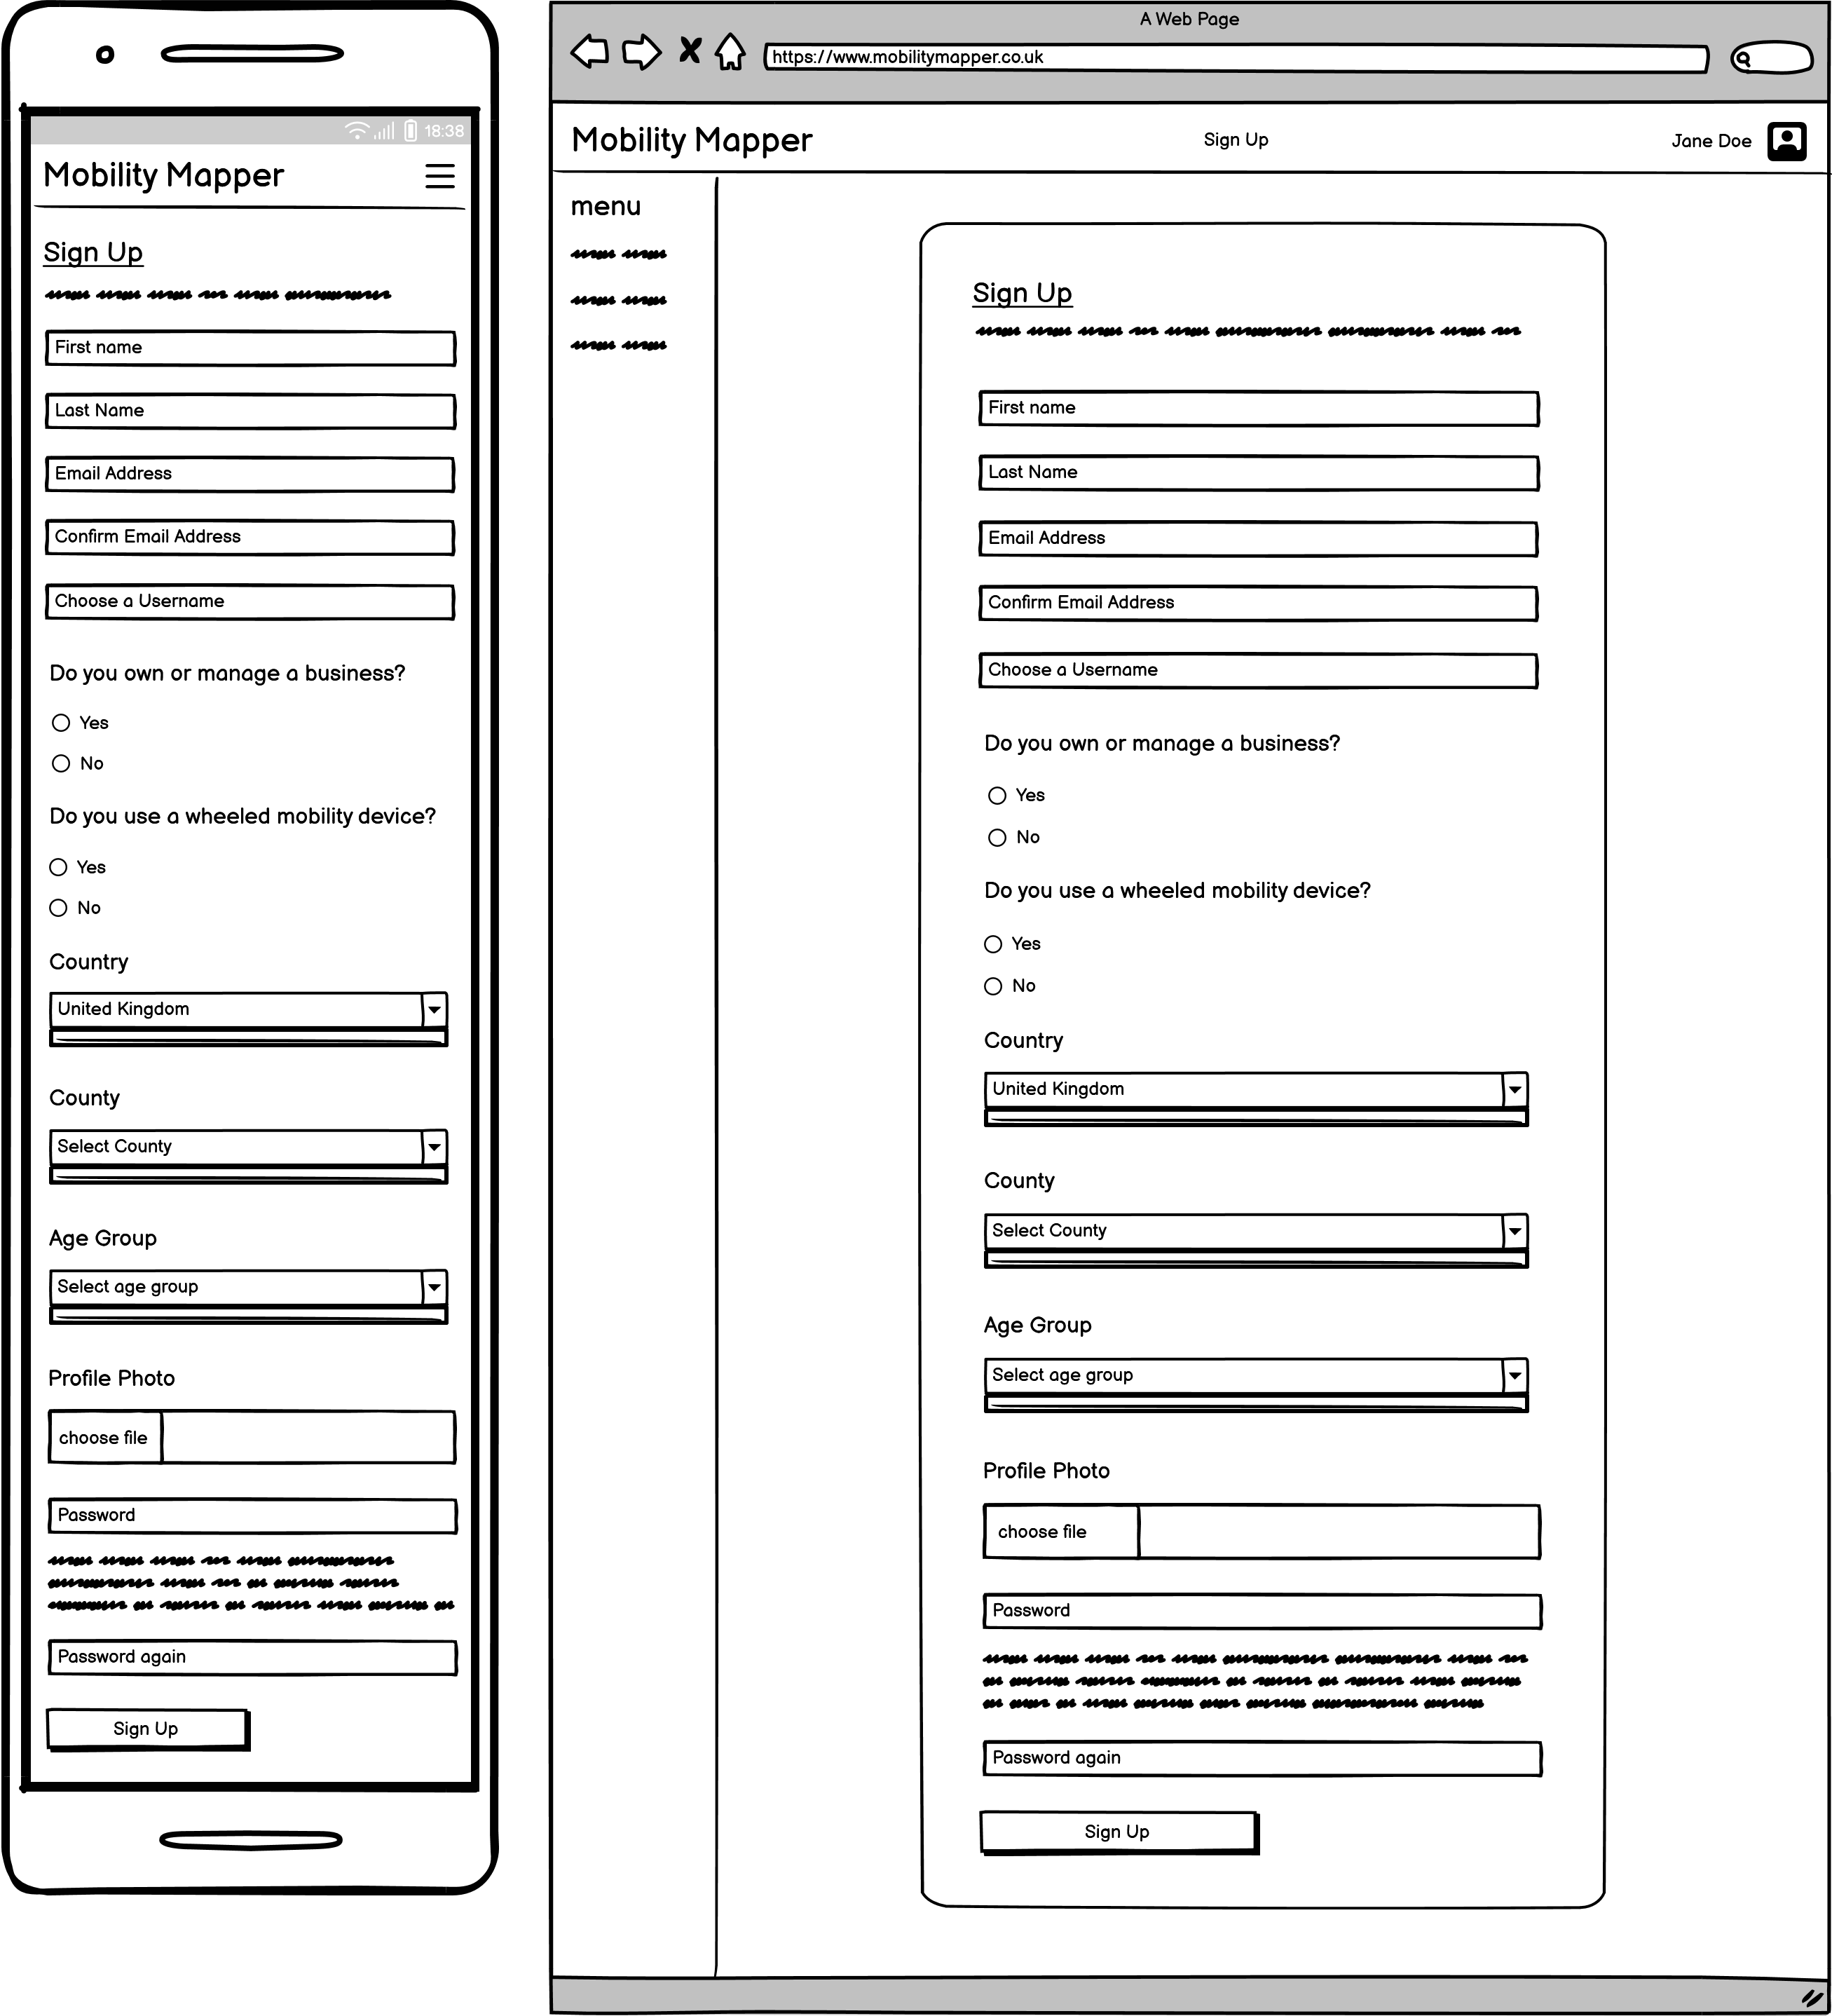 18:38
Mobility Mapper
Sign Up
First name
Last Name
Email Address
Confirm Email Address
Choose a Username
Do you own or manage a business?
Yes
No
Do you use a wheeled mobility device?
Yes
No
Country
United Kingdom
County
Select County
Age Group
Select age group
Profile Photo
choose file
Password
Password again
Sign Up
A Web Page
https://www.mobilitymapper.co.uk
Mobility Mapper
Sign Up
Jane Doe
menu
Sign Up
First name
Last Name
Email Address
Confirm Email Address
Choose a Username
Do you own or manage a business?
Yes
No
Do you use a wheeled mobility device?
Yes
No
Country
United Kingdom
County
Select County
Age Group
Select age group
Profile Photo
choose file
Password
Password again
Sign Up